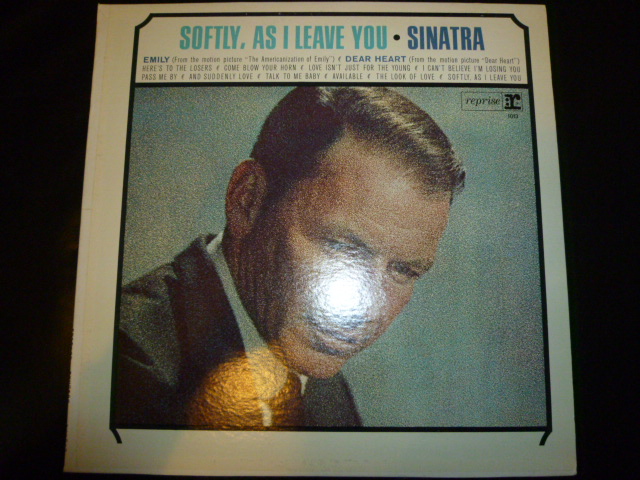 SOFTLY, AS I LEAVE YOU • SINATRA
EMILY (From the motion picture "The Americanization of Emily") ♦ DEAR HEART (From the motion picture "Dear Heart")
HERE'S TO THE LOSERS ♦ COME BLOW YOUR HORN ♦ LOVE ISN'T JUST FOR THE YOUNG ♦ I CAN'T BELIEVE I'M LOSING YOU
PASS ME BY ♦ AND SUDDENLY LOVE ♦ TALK TO ME BABY ♦ AVAILABLE ♦ THE LOOK OF LOVE ♦ SOFTLY, AS I LEAVE YOU
reprise
1013